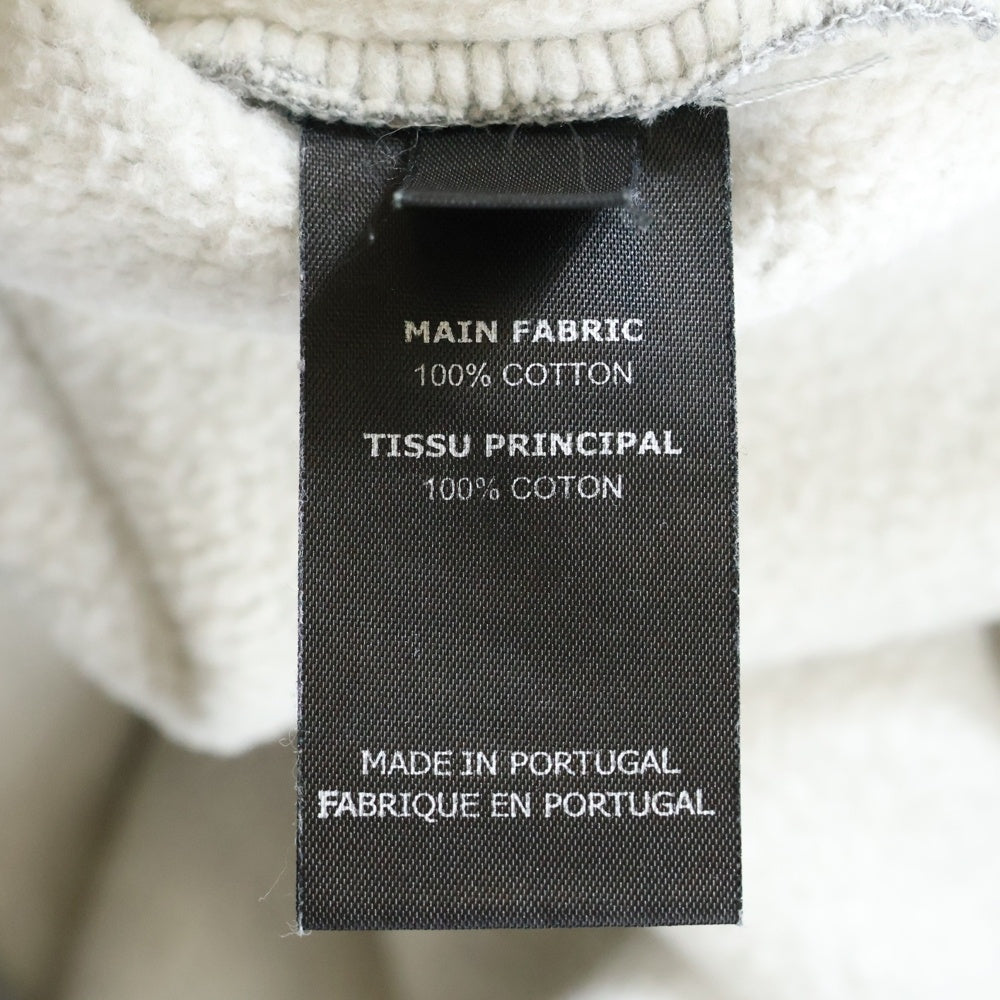 MAIN FABRIC
100% COTTON
TISSU PRINCIPAL
100% COTON
MADE IN PORTUGAL
FABRIQUE EN PORTUGAL